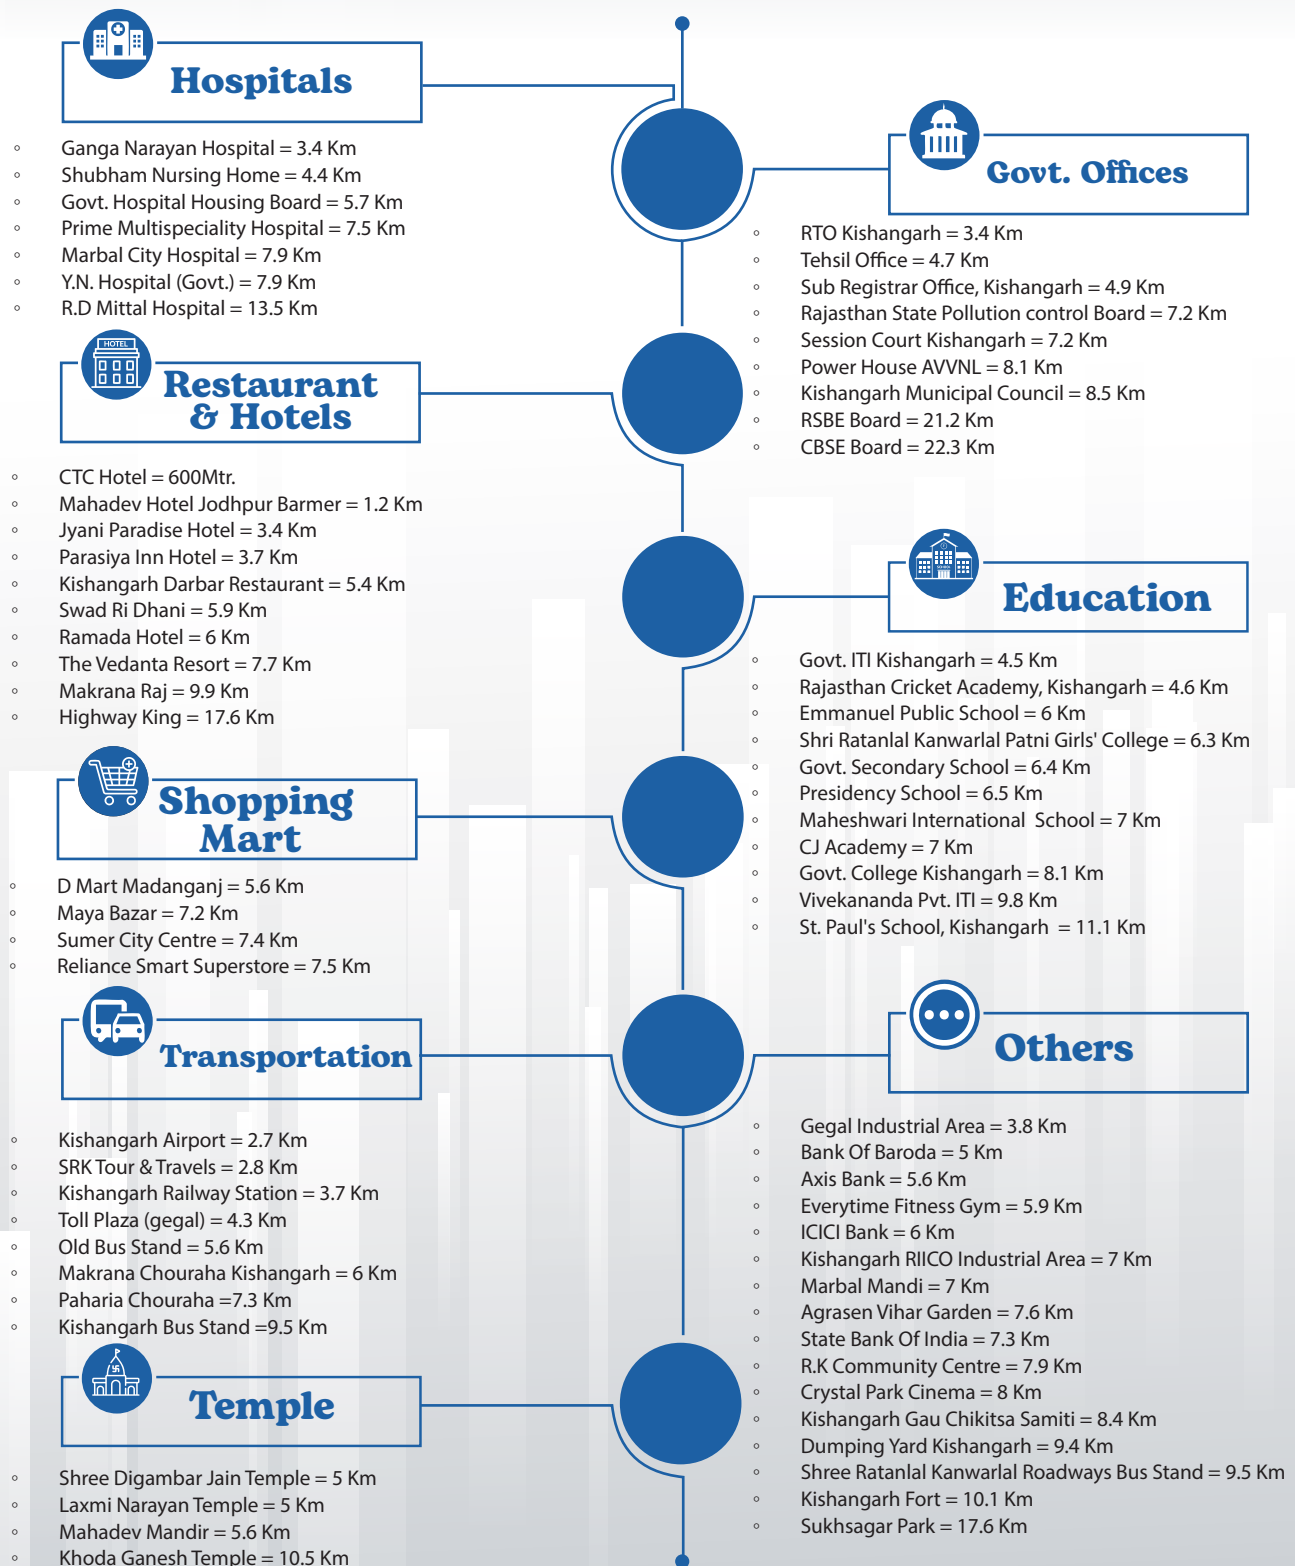 Hospitals
Ganga Narayan Hospital = 3.4 Km
Shubham Nursing Home = 4.4 Km
Govt. Hospital Housing Board = 5.7 Km
Prime Multispeciality Hospital = 7.5 Km
Marbal City Hospital = 7.9 Km
Y.N. Hospital (Govt.) = 7.9 Km
R.D Mittal Hospital = 13.5 Km
HOTEL
Restaurant
& Hotels
CTC Hotel = 600Mtr.
Mahadev Hotel Jodhpur Barmer = 1.2 Km
Jyani Paradise Hotel = 3.4 Km
Parasiya Inn Hotel = 3.7 Km
Kishangarh Darbar Restaurant = 5.4 Km
Swad Ri Dhani = 5.9 Km
Ramada Hotel = 6 Km
The Vedanta Resort = 7.7 Km
Makrana Raj = 9.9 Km
Highway King = 17.6 Km
Shopping
Mart
D Mart Madanganj = 5.6 Km
Maya Bazar = 7.2 Km
Sumer City Centre = 7.4 Km
Reliance Smart Superstore = 7.5 Km
Transportation
Kishangarh Airport = 2.7 Km
SRK Tour & Travels = 2.8 Km
Kishangarh Railway Station = 3.7 Km
Toll Plaza (gegal) = 4.3 Km
Old Bus Stand = 5.6 Km
Makrana Chouraha Kishangarh = 6 Km
Paharia Chouraha =7.3 Km
Kishangarh Bus Stand =9.5 Km
Temple
Shree Digambar Jain Temple = 5 Km
Laxmi Narayan Temple = 5 Km
Mahadev Mandir = 5.6 Km
Khoda Ganesh Temple = 10.5 Km
Govt. Offices
RTO Kishangarh = 3.4 Km
Tehsil Office = 4.7 Km
Sub Registrar Office, Kishangarh = 4.9 Km
Rajasthan State Pollution control Board = 7.2 Km
Session Court Kishangarh = 7.2 Km
Power House AVVNL = 8.1 Km
Kishangarh Municipal Council = 8.5 Km
RSBE Board = 21.2 Km
CBSE Board = 22.3 Km
SCHOOL
Education
Govt. ITI Kishangarh = 4.5 Km
Rajasthan Cricket Academy, Kishangarh = 4.6 Km
Emmanuel Public School = 6 Km
Shri Ratanlal Kanwarlal Patni Girls' College = 6.3 Km
Govt. Secondary School = 6.4 Km
Presidency School = 6.5 Km
Maheshwari International  School = 7 Km
CJ Academy = 7 Km
Govt. College Kishangarh = 8.1 Km
Vivekananda Pvt. ITI = 9.8 Km
St. Paul's School, Kishangarh  = 11.1 Km
Others
Gegal Industrial Area = 3.8 Km
Bank Of Baroda = 5 Km
Axis Bank = 5.6 Km
Everytime Fitness Gym = 5.9 Km
ICICI Bank = 6 Km
Kishangarh RIICO Industrial Area = 7 Km
Marbal Mandi = 7 Km
Agrasen Vihar Garden = 7.6 Km
State Bank Of India = 7.3 Km
R.K Community Centre = 7.9 Km
Crystal Park Cinema = 8 Km
Kishangarh Gau Chikitsa Samiti = 8.4 Km
Dumping Yard Kishangarh = 9.4 Km
Shree Ratanlal Kanwarlal Roadways Bus Stand = 9.5 Km
Kishangarh Fort = 10.1 Km
Sukhsagar Park = 17.6 Km